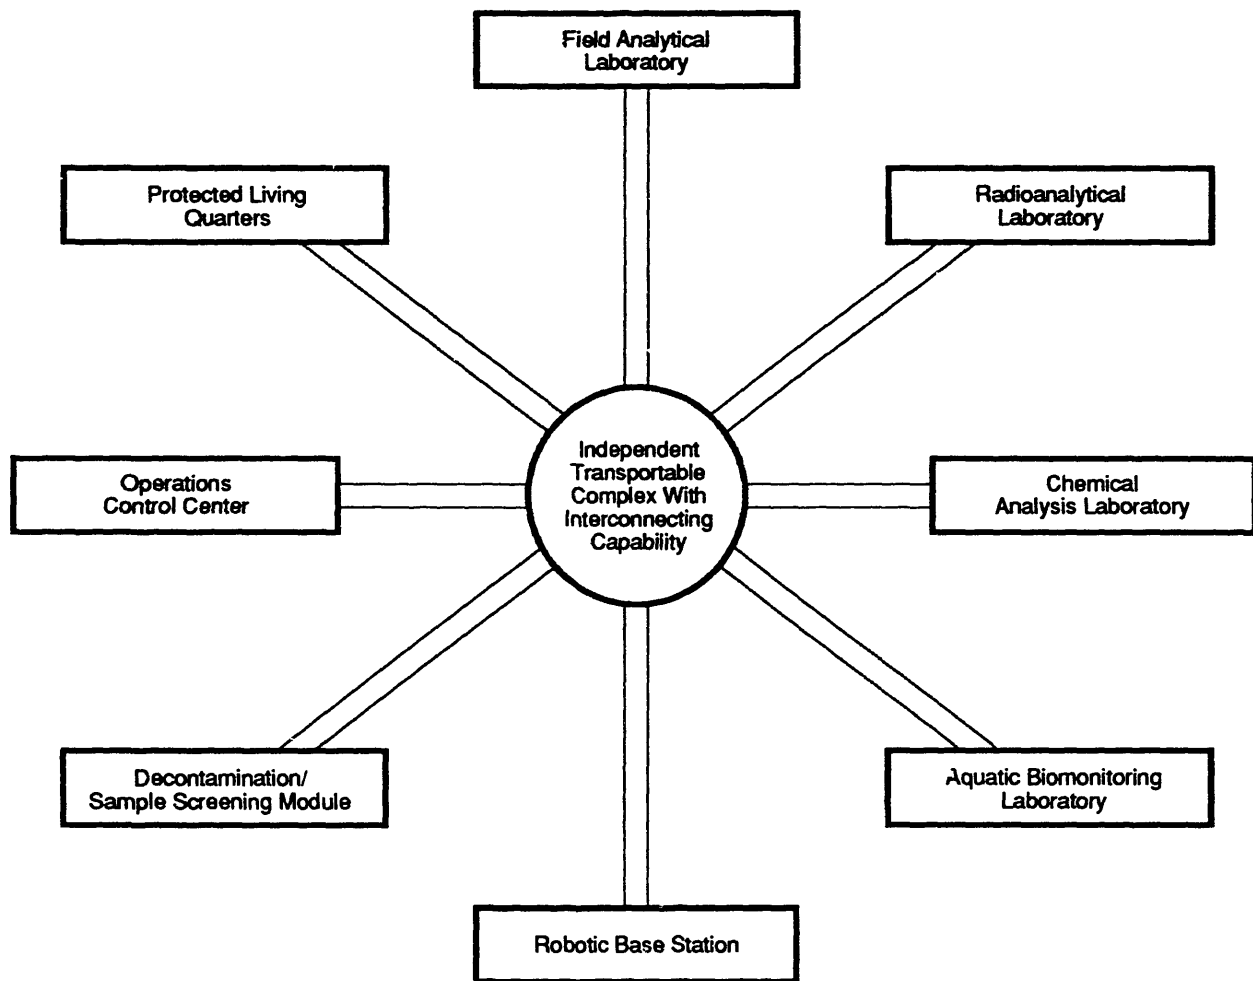 Field Analytical
Laboratory
Protected Living
Quarters
Radioanalytical
Laboratory
Independent
Transportable
Complex With
Interconnecting
Capability
Operations
Control Center
Chemical
Analysis Laboratory
Decontamination/
Sample Screening Module
Aquatic Biomonitoring
Laboratory
Robotic Base Station